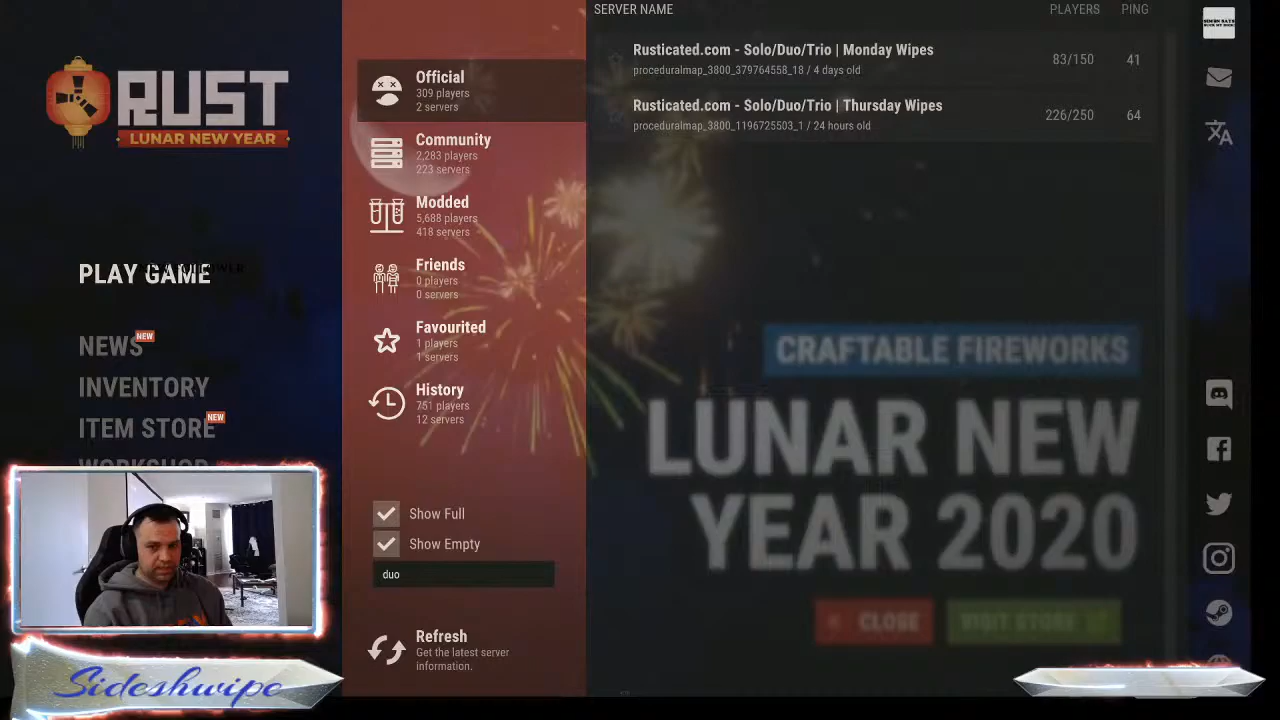 SERVER NAME PLAYERS PING
Rusticated.com - Solo/Duo/Trio | Monday Wipes
proceduralmap_3800_379764558_18 / 4 days old
83/150 41
Rusticated.com - Solo/Duo/Trio | Thursday Wipes
proceduralmap_3800_1196725503_1 / 24 hours old
226/250 64
RUST
LUNAR NEW YEAR
PLAY GAME
NEWS NEW
INVENTORY
ITEM STORE NEW
WORKSHOP
Official
309 players
2 servers
Community
2,283 players
223 servers
Modded
5,688 players
418 servers
Friends
0 players
0 servers
Favourited
1 players
1 servers
History
751 players
12 servers
Show Full
Show Empty
duo
Refresh
Get the latest server
information.
CRAFTABLE FIREWORKS
LUNAR NEW
YEAR 2020
CLOSE VISIT STORE
Sideshwipe